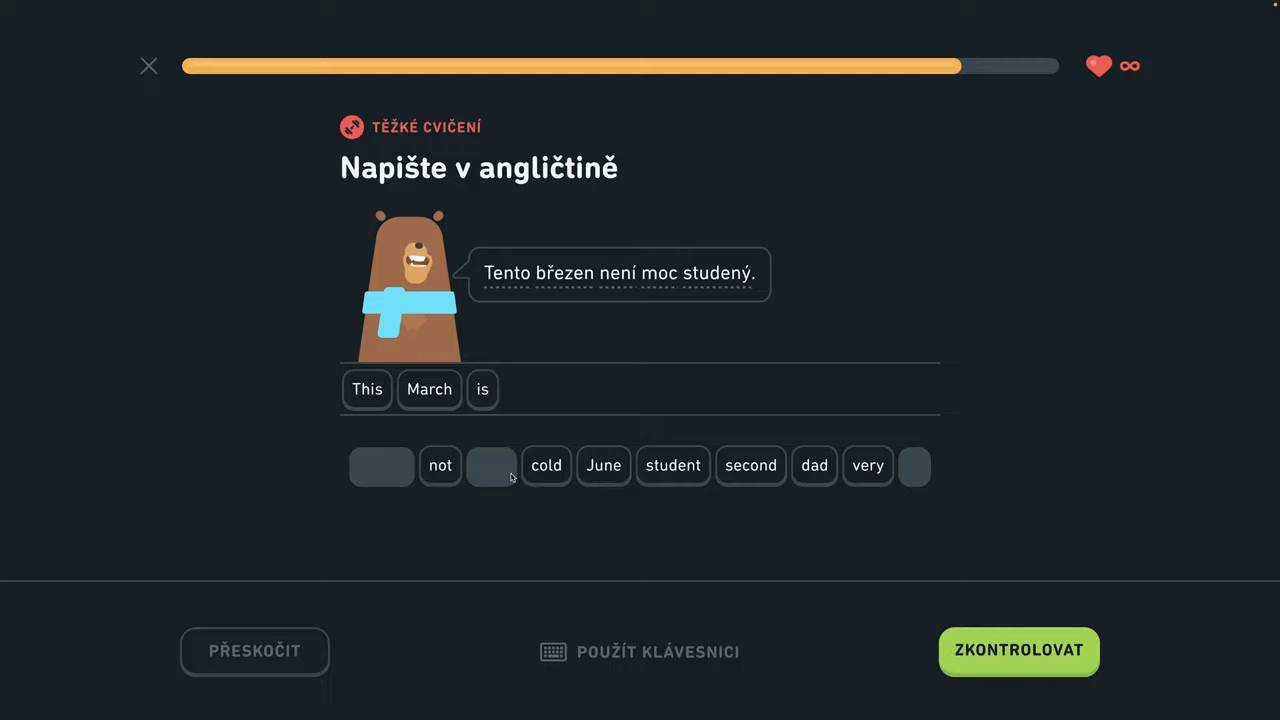 ∞
TĚŽKÉ CVIČENÍ
Napište v angličtině
Tento březen není moc studený.
This March is
not cold June student second dad very
PŘESKOČIT POUŽÍT KLÁVESNICI ZKONTROLOVAT